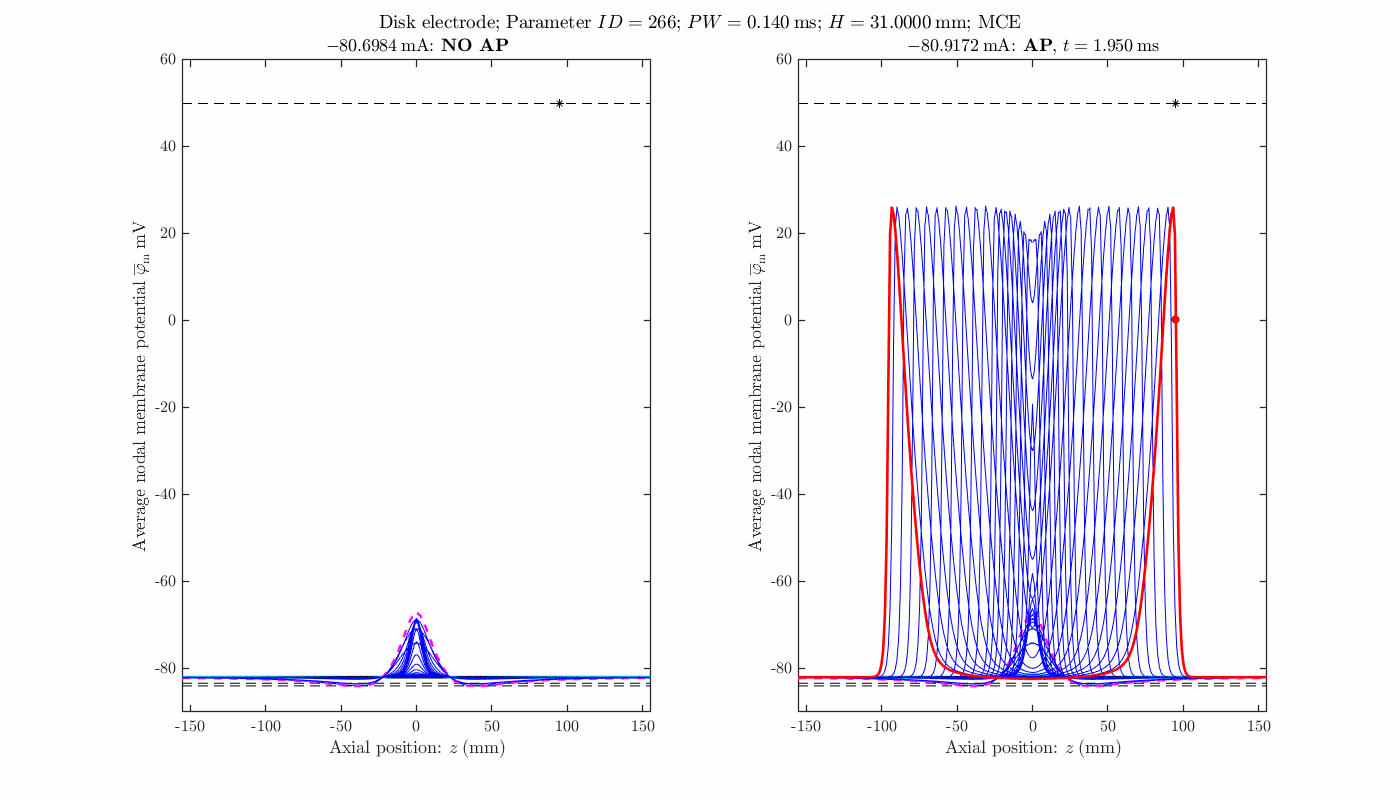 Disk electrode; Parameter ID = 266; PW = 0.140 ms; H = 31.0000 mm; MCE
−80.6984 mA: NO AP
60
40
20
0
-20
-40
-60
-80
-150 -100 -50 0 50 100 150
Axial position: z (mm)
Average nodal membrane potential φ̅m mV
−80.9172 mA: AP, t = 1.950 ms
60
40
20
0
-20
-40
-60
-80
-150 -100 -50 0 50 100 150
Axial position: z (mm)
Average nodal membrane potential φ̅m mV